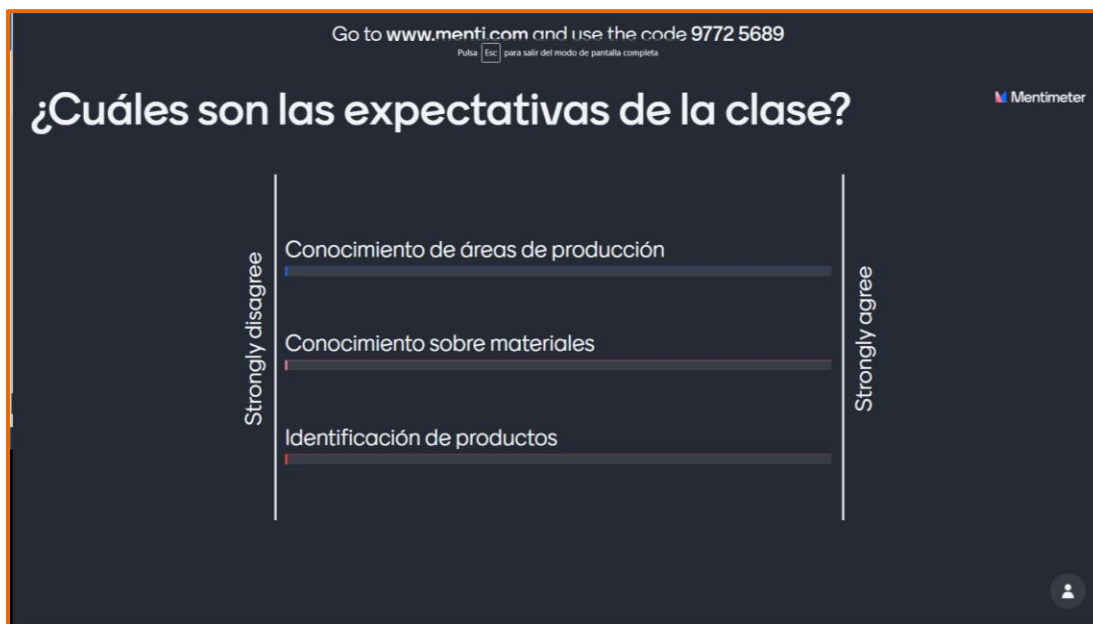 Go to www.menti.com and use the code 9772 5689
Pulsa Esc para salir del modo de pantalla completa
¿Cuáles son las expectativas de la clase?
Mentimeter
Strongly disagree
Conocimiento de áreas de producción
Conocimiento sobre materiales
Identificación de productos
Strongly agree